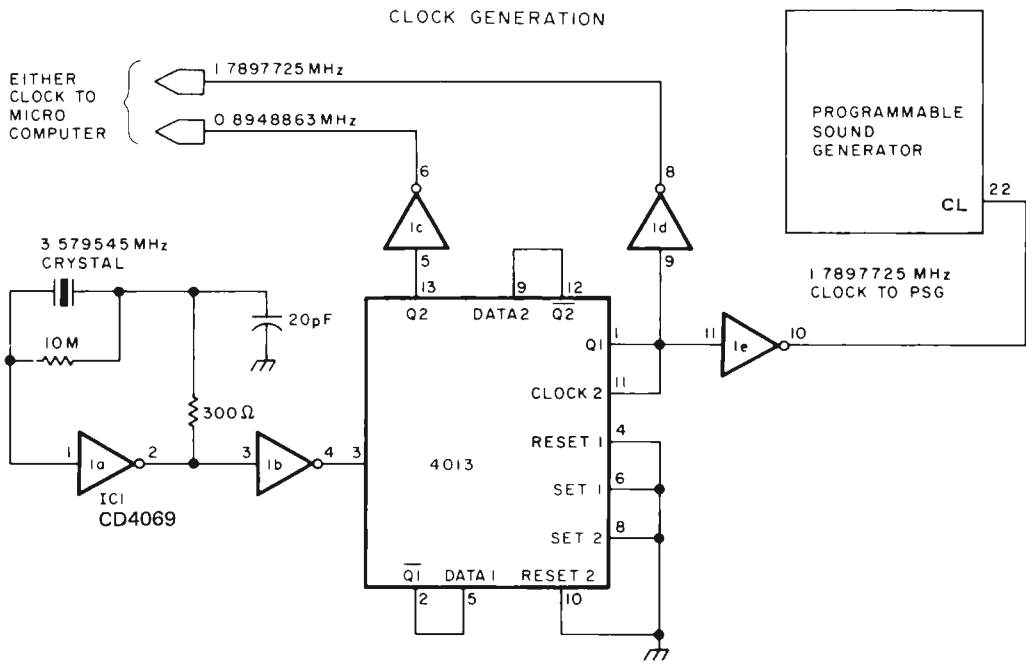 CLOCK GENERATION
EITHER
CLOCK TO
MICRO
COMPUTER
1 7897725 MHz
0 8948863 MHz
PROGRAMMABLE
SOUND
GENERATOR
CL
22
6
8
1c
1d
5
9
3 579545 MHz
CRYSTAL
10M
20pF
300Ω
1 7897725 MHz
CLOCK TO PSG
13
9
12
Q2
DATA2
Q2
Q1
1
11
1e
10
CLOCK 2
11
1
1a
2
3
1b
4
3
IC1
CD4069
4013
RESET 1
4
SET 1
6
SET 2
8
Q1
DATA 1
RESET 2
2
5
10